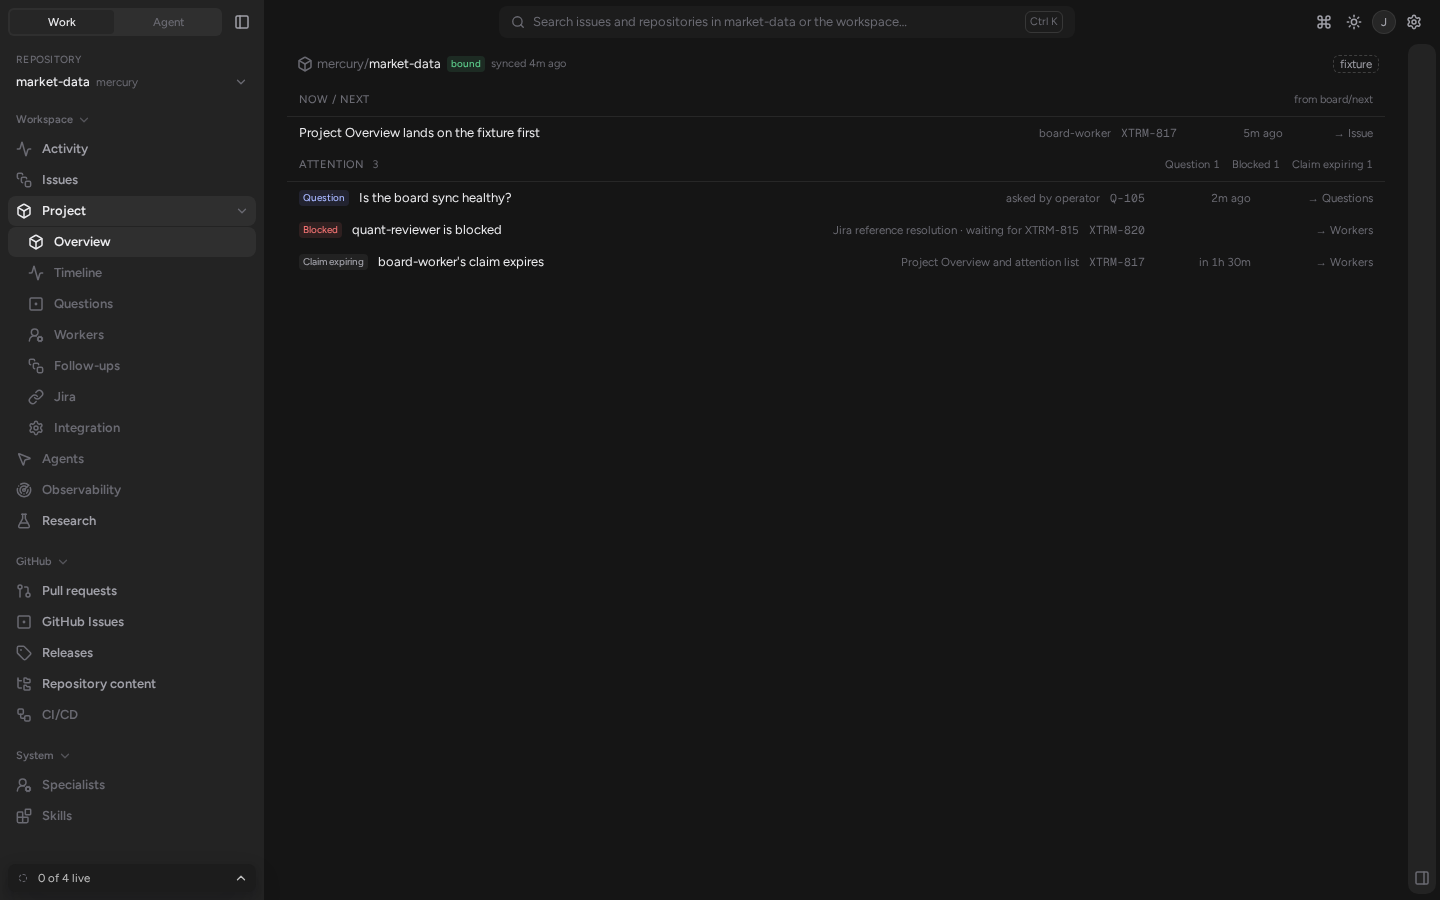 Work
Agent
Search issues and repositories in market-data or the workspace...
Ctrl K
J
REPOSITORY
market-data mercury
Workspace
Activity
Issues
Project
Overview
Timeline
Questions
Workers
Follow-ups
Jira
Integration
Agents
Observability
Research
GitHub
Pull requests
GitHub Issues
Releases
Repository content
CI/CD
System
Specialists
Skills
0 of 4 live
mercury/market-data bound synced 4m ago fixture
NOW / NEXT from board/next
Project Overview lands on the fixture first board-worker XTRM-817 5m ago → Issue
ATTENTION 3 Question 1 Blocked 1 Claim expiring 1
Question Is the board sync healthy? asked by operator Q-105 2m ago → Questions
Blocked quant-reviewer is blocked Jira reference resolution · waiting for XTRM-815 XTRM-820 → Workers
Claim expiring board-worker's claim expires Project Overview and attention list XTRM-817 in 1h 30m → Workers